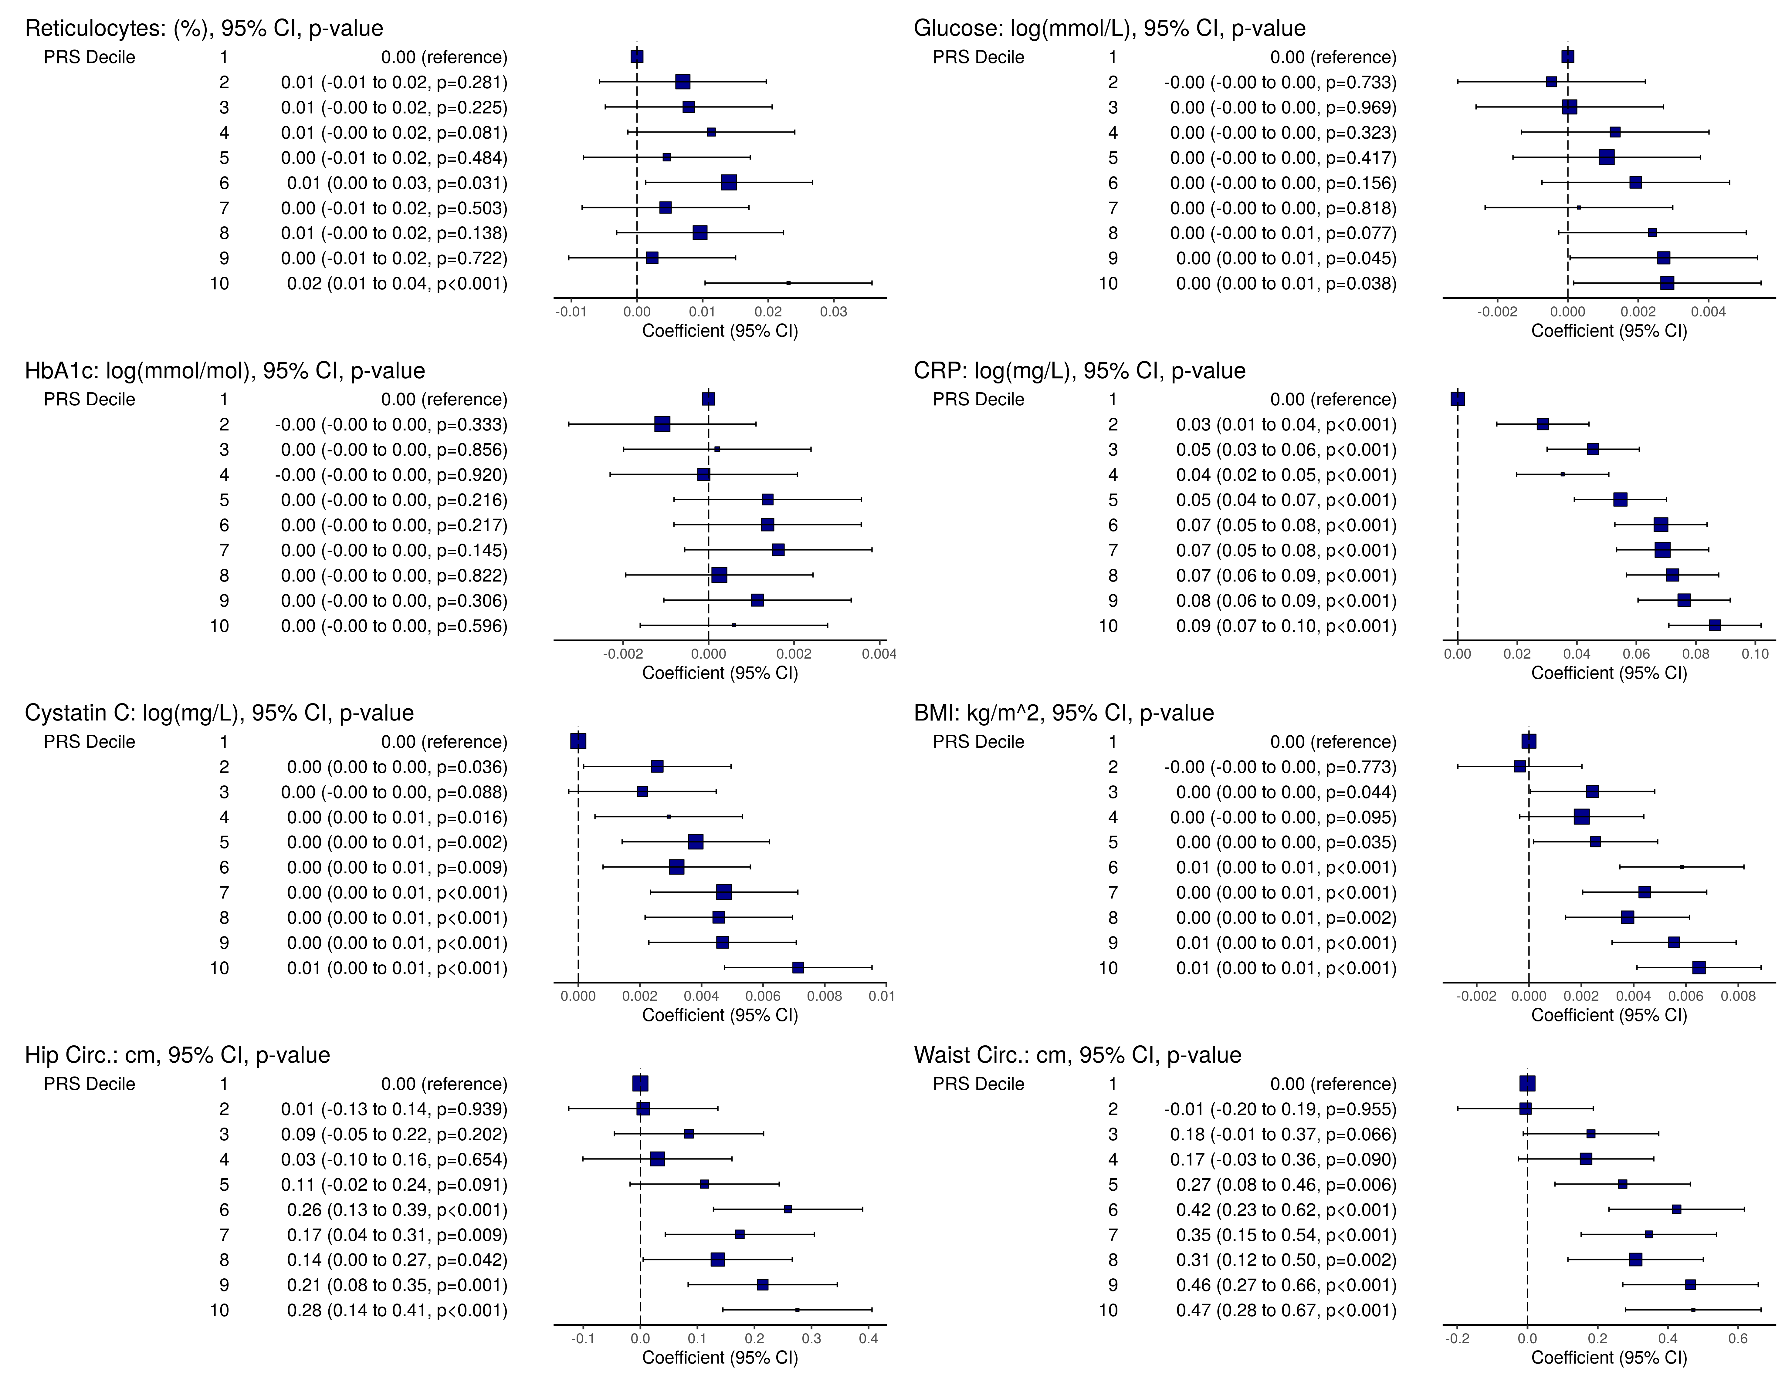 Reticulocytes: (%), 95% CI, p-value
PRS Decile 1 0.00 (reference)
2 0.01 (-0.01 to 0.02, p=0.281)
3 0.01 (-0.00 to 0.02, p=0.225)
4 0.01 (-0.00 to 0.02, p=0.081)
5 0.00 (-0.01 to 0.02, p=0.484)
6 0.01 (0.00 to 0.03, p=0.031)
7 0.00 (-0.01 to 0.02, p=0.503)
8 0.01 (-0.00 to 0.02, p=0.138)
9 0.00 (-0.01 to 0.02, p=0.722)
10 0.02 (0.01 to 0.04, p<0.001)
-0.01 0.00 0.01 0.02 0.03
Coefficient (95% CI)
Glucose: log(mmol/L), 95% CI, p-value
PRS Decile 1 0.00 (reference)
2 -0.00 (-0.00 to 0.00, p=0.733)
3 0.00 (-0.00 to 0.00, p=0.969)
4 0.00 (-0.00 to 0.00, p=0.323)
5 0.00 (-0.00 to 0.00, p=0.417)
6 0.00 (-0.00 to 0.00, p=0.156)
7 0.00 (-0.00 to 0.00, p=0.818)
8 0.00 (-0.00 to 0.01, p=0.077)
9 0.00 (0.00 to 0.01, p=0.045)
10 0.00 (0.00 to 0.01, p=0.038)
-0.002 0.000 0.002 0.004
Coefficient (95% CI)
HbA1c: log(mmol/mol), 95% CI, p-value
PRS Decile 1 0.00 (reference)
2 -0.00 (-0.00 to 0.00, p=0.333)
3 0.00 (-0.00 to 0.00, p=0.856)
4 -0.00 (-0.00 to 0.00, p=0.920)
5 0.00 (-0.00 to 0.00, p=0.216)
6 0.00 (-0.00 to 0.00, p=0.217)
7 0.00 (-0.00 to 0.00, p=0.145)
8 0.00 (-0.00 to 0.00, p=0.822)
9 0.00 (-0.00 to 0.00, p=0.306)
10 0.00 (-0.00 to 0.00, p=0.596)
-0.002 0.000 0.002 0.004
Coefficient (95% CI)
CRP: log(mg/L), 95% CI, p-value
PRS Decile 1 0.00 (reference)
2 0.03 (0.01 to 0.04, p<0.001)
3 0.05 (0.03 to 0.06, p<0.001)
4 0.04 (0.02 to 0.05, p<0.001)
5 0.05 (0.04 to 0.07, p<0.001)
6 0.07 (0.05 to 0.08, p<0.001)
7 0.07 (0.05 to 0.08, p<0.001)
8 0.07 (0.06 to 0.09, p<0.001)
9 0.08 (0.06 to 0.09, p<0.001)
10 0.09 (0.07 to 0.10, p<0.001)
0.00 0.02 0.04 0.06 0.08 0.10
Coefficient (95% CI)
Cystatin C: log(mg/L), 95% CI, p-value
PRS Decile 1 0.00 (reference)
2 0.00 (0.00 to 0.00, p=0.036)
3 0.00 (-0.00 to 0.00, p=0.088)
4 0.00 (0.00 to 0.01, p=0.016)
5 0.00 (0.00 to 0.01, p=0.002)
6 0.00 (0.00 to 0.01, p=0.009)
7 0.00 (0.00 to 0.01, p<0.001)
8 0.00 (0.00 to 0.01, p<0.001)
9 0.00 (0.00 to 0.01, p<0.001)
10 0.01 (0.00 to 0.01, p<0.001)
0.000 0.002 0.004 0.006 0.008 0.01
Coefficient (95% CI)
BMI: kg/m^2, 95% CI, p-value
PRS Decile 1 0.00 (reference)
2 -0.00 (-0.00 to 0.00, p=0.773)
3 0.00 (0.00 to 0.00, p=0.044)
4 0.00 (-0.00 to 0.00, p=0.095)
5 0.00 (0.00 to 0.00, p=0.035)
6 0.01 (0.00 to 0.01, p<0.001)
7 0.00 (0.00 to 0.01, p<0.001)
8 0.00 (0.00 to 0.01, p=0.002)
9 0.01 (0.00 to 0.01, p<0.001)
10 0.01 (0.00 to 0.01, p<0.001)
-0.002 0.000 0.002 0.004 0.006 0.008
Coefficient (95% CI)
Hip Circ.: cm, 95% CI, p-value
PRS Decile 1 0.00 (reference)
2 0.01 (-0.13 to 0.14, p=0.939)
3 0.09 (-0.05 to 0.22, p=0.202)
4 0.03 (-0.10 to 0.16, p=0.654)
5 0.11 (-0.02 to 0.24, p=0.091)
6 0.26 (0.13 to 0.39, p<0.001)
7 0.17 (0.04 to 0.31, p=0.009)
8 0.14 (0.00 to 0.27, p=0.042)
9 0.21 (0.08 to 0.35, p=0.001)
10 0.28 (0.14 to 0.41, p<0.001)
-0.1 0.0 0.1 0.2 0.3 0.4
Coefficient (95% CI)
Waist Circ.: cm, 95% CI, p-value
PRS Decile 1 0.00 (reference)
2 -0.01 (-0.20 to 0.19, p=0.955)
3 0.18 (-0.01 to 0.37, p=0.066)
4 0.17 (-0.03 to 0.36, p=0.090)
5 0.27 (0.08 to 0.46, p=0.006)
6 0.42 (0.23 to 0.62, p<0.001)
7 0.35 (0.15 to 0.54, p<0.001)
8 0.31 (0.12 to 0.50, p=0.002)
9 0.46 (0.27 to 0.66, p<0.001)
10 0.47 (0.28 to 0.67, p<0.001)
-0.2 0.0 0.2 0.4 0.6
Coefficient (95% CI)